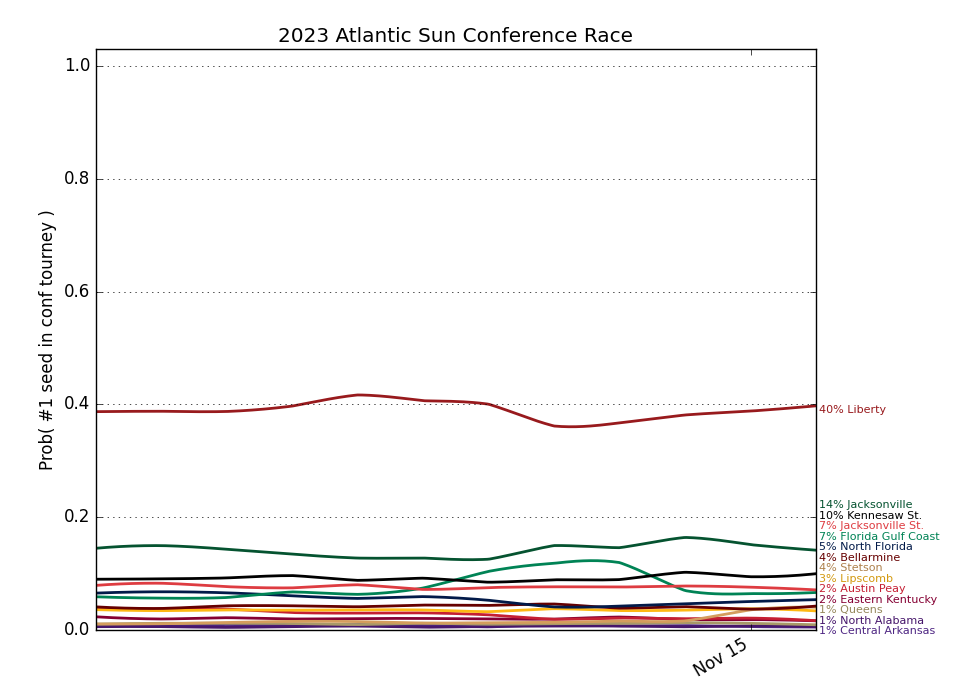 2023 Atlantic Sun Conference Race
Prob( #1 seed in conf tourney )
1.0
0.8
0.6
0.4
0.2
0.0
Nov 15
40% Liberty
14% Jacksonville
10% Kennesaw St.
7% Jacksonville St.
7% Florida Gulf Coast
5% North Florida
4% Bellarmine
4% Stetson
3% Lipscomb
2% Austin Peay
2% Eastern Kentucky
1% Queens
1% North Alabama
1% Central Arkansas